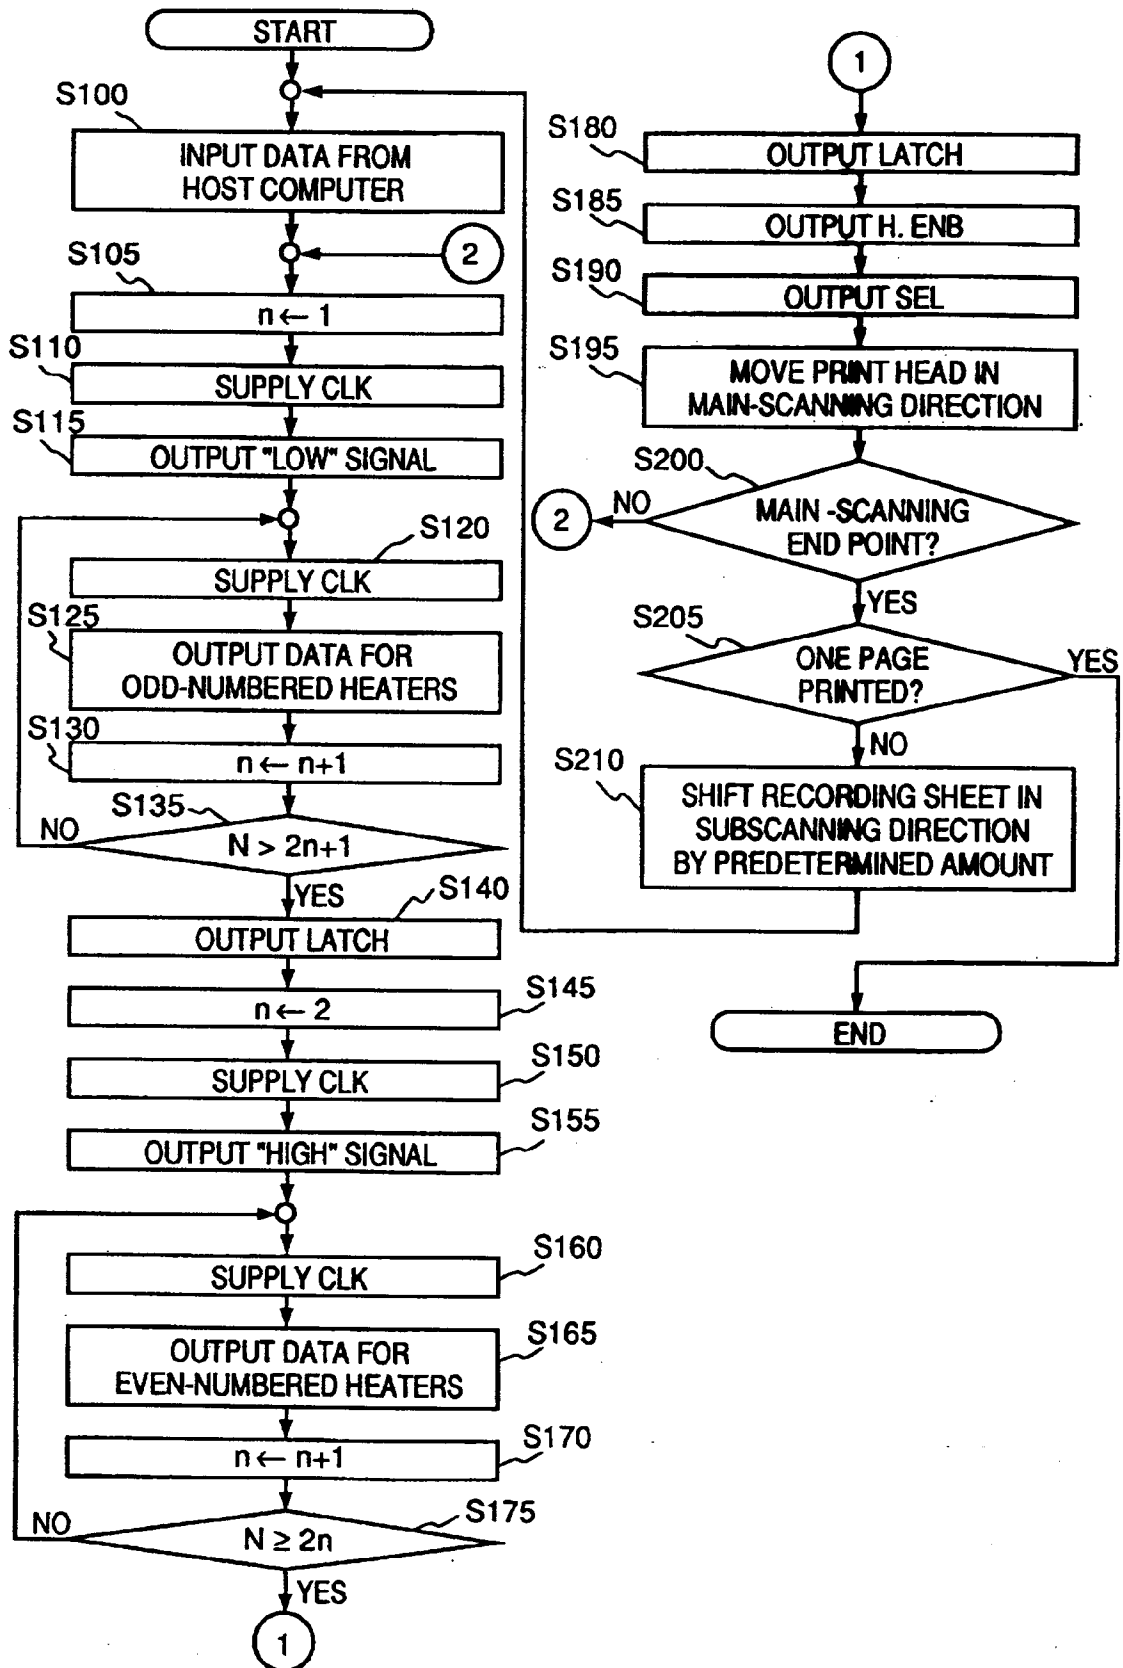 START
S100
INPUT DATA FROM
HOST COMPUTER
2
S105
n ← 1
S110
SUPPLY CLK
S115
OUTPUT "LOW" SIGNAL
S120
SUPPLY CLK
S125
OUTPUT DATA FOR
ODD-NUMBERED HEATERS
S130
n ← n+1
S135
NO
N > 2n+1
YES
S140
OUTPUT LATCH
S145
n ← 2
S150
SUPPLY CLK
S155
OUTPUT "HIGH" SIGNAL
S160
SUPPLY CLK
S165
OUTPUT DATA FOR
EVEN-NUMBERED HEATERS
S170
n ← n+1
S175
NO
N ≥ 2n
YES
1
1
S180
OUTPUT LATCH
S185
OUTPUT H. ENB
S190
OUTPUT SEL
S195
MOVE PRINT HEAD IN
MAIN-SCANNING DIRECTION
S200
NO
2
MAIN -SCANNING
END POINT?
YES
S205
ONE PAGE
PRINTED?
YES
NO
S210
SHIFT RECORDING SHEET IN
SUBSCANNING DIRECTION
BY PREDETERMINED AMOUNT
END